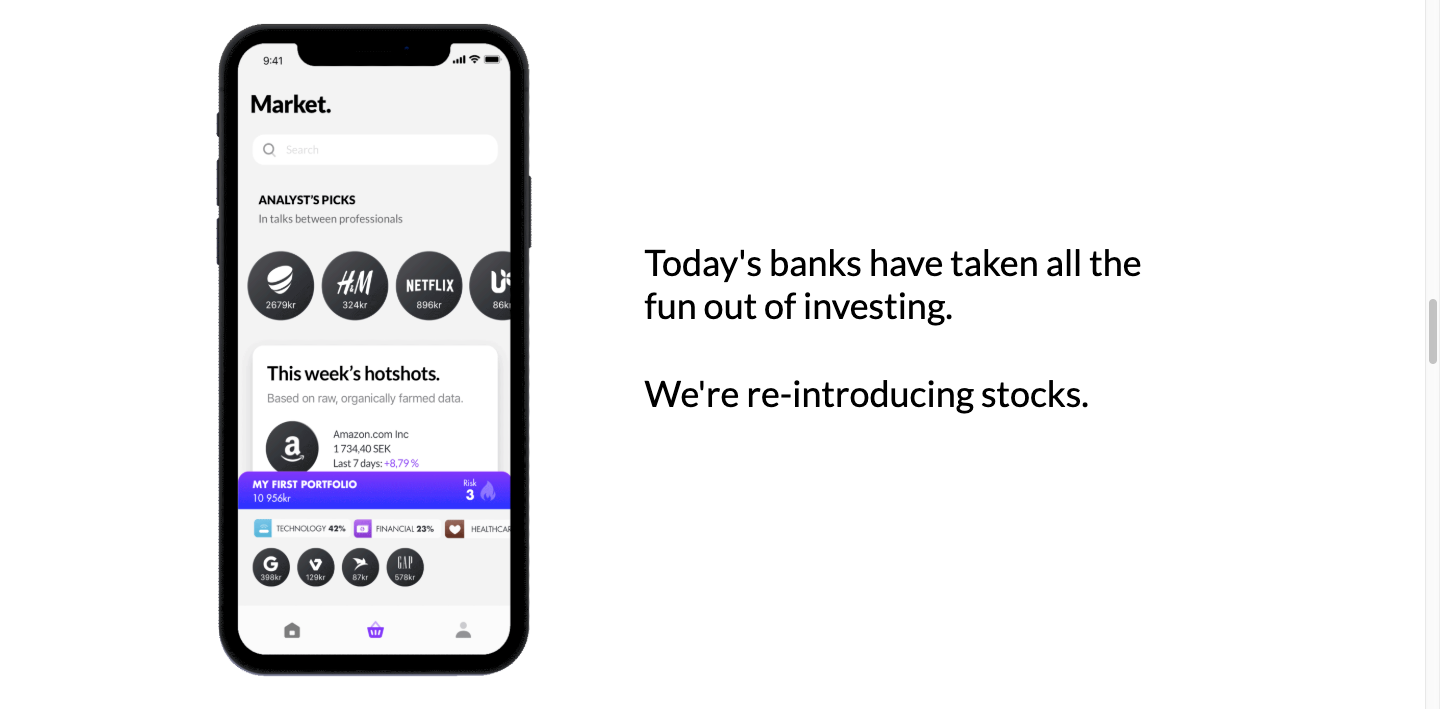 9:41
Market.
Search
ANALYST'S PICKS
In talks between professionals
H&M
NETFLIX
2679kr
324kr
896kr
86k
This week's hotshots.
Based on raw, organically farmed data.
a
Amazon.com Inc
1 734,40 SEK
Last 7 days: +8,79 %
MY FIRST PORTFOLIO
10 956kr
Risk
3
TECHNOLOGY 42%
FINANCIAL 23%
HEALTHCAR
G
GAP
398kr
129kr
87kr
578kr
Today's banks have taken all the
fun out of investing.
We're re-introducing stocks.